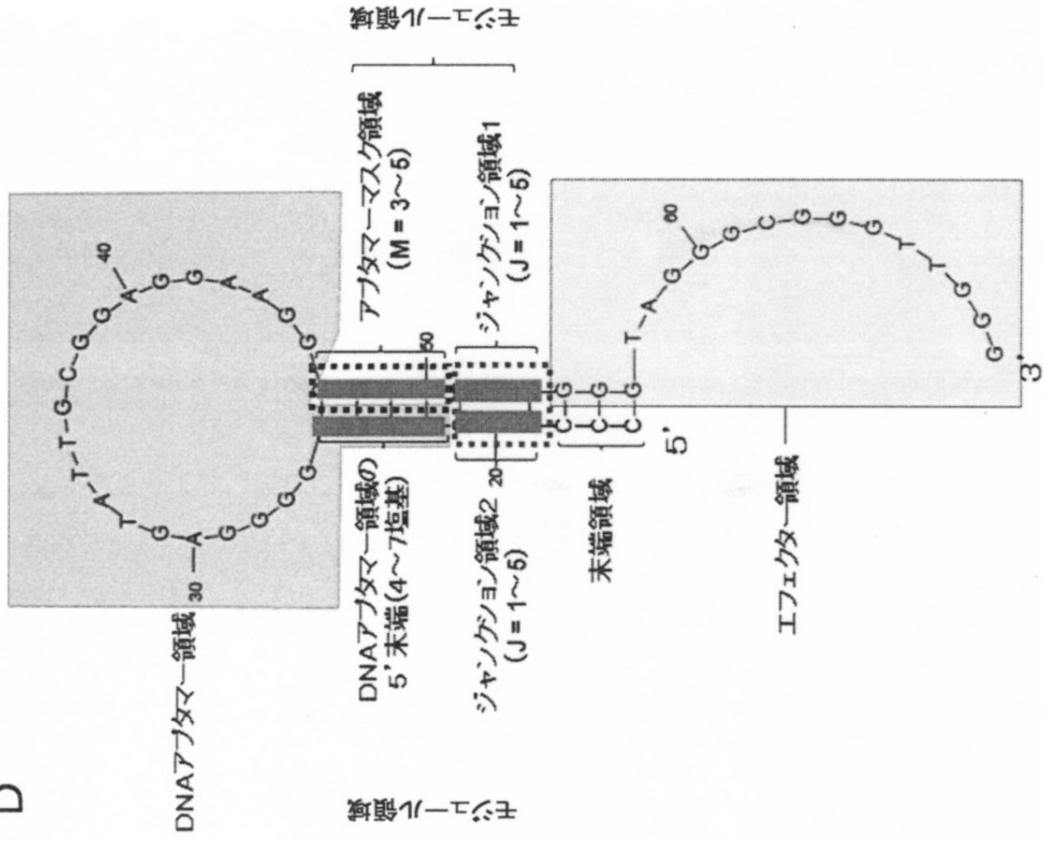 D
DNAアプタマー領域
30
G-G-G-G-A-G-T-A-T-T-G-C-G-G-A-G-G-A-A-G-G
40
モジュール領域
DNAアプタマー領域の
5'末端(4~7塩基)
アプタマーマスク領域
(M = 3~5)
モジュール領域
50
ジャンクション領域2
(J = 1~5)
20
ジャンクション領域1
(J = 1~5)
末端領域
C-G
C-G
C-G
5'
T-A-G-G-G-C-G-G-G-T-T-G-G-G
60
3'
エフェクター領域